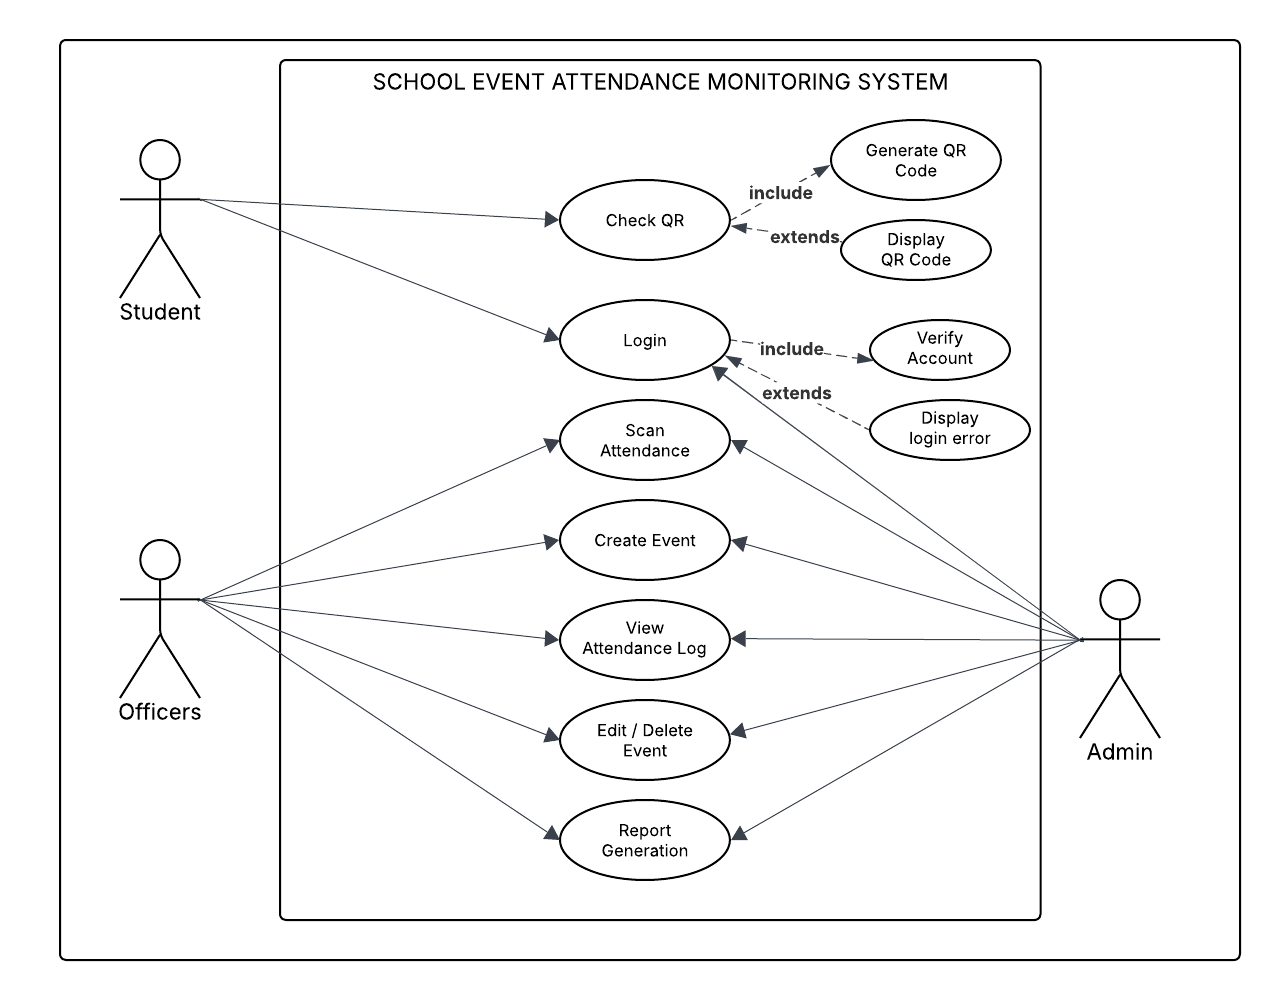 SCHOOL EVENT ATTENDANCE MONITORING SYSTEM
Generate QR
Code
include
Check QR
extends
Display
QR Code
Student
Login
include
Verify
Account
extends
Display
login error
Scan
Attendance
Create Event
View
Attendance Log
Officers
Edit / Delete
Event
Admin
Report
Generation